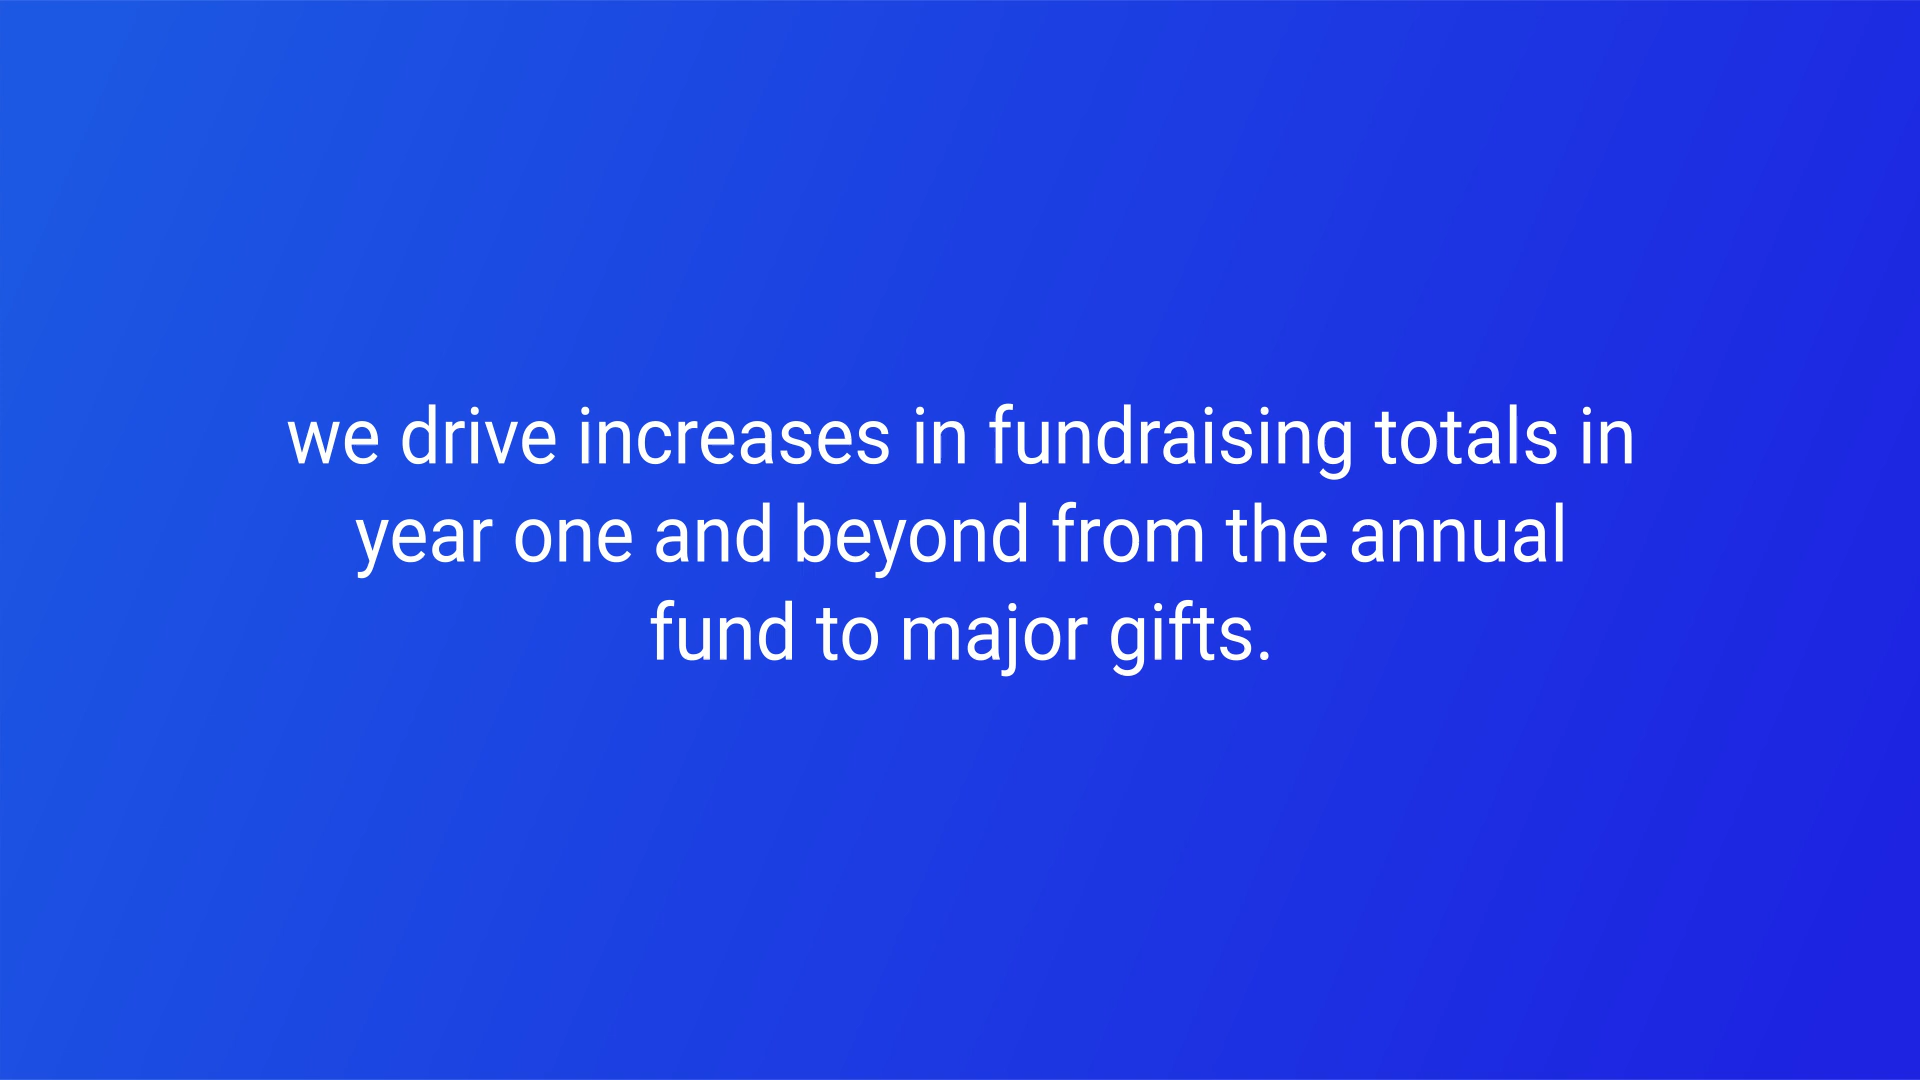 we drive increases in fundraising totals in
year one and beyond from the annual
fund to major gifts.